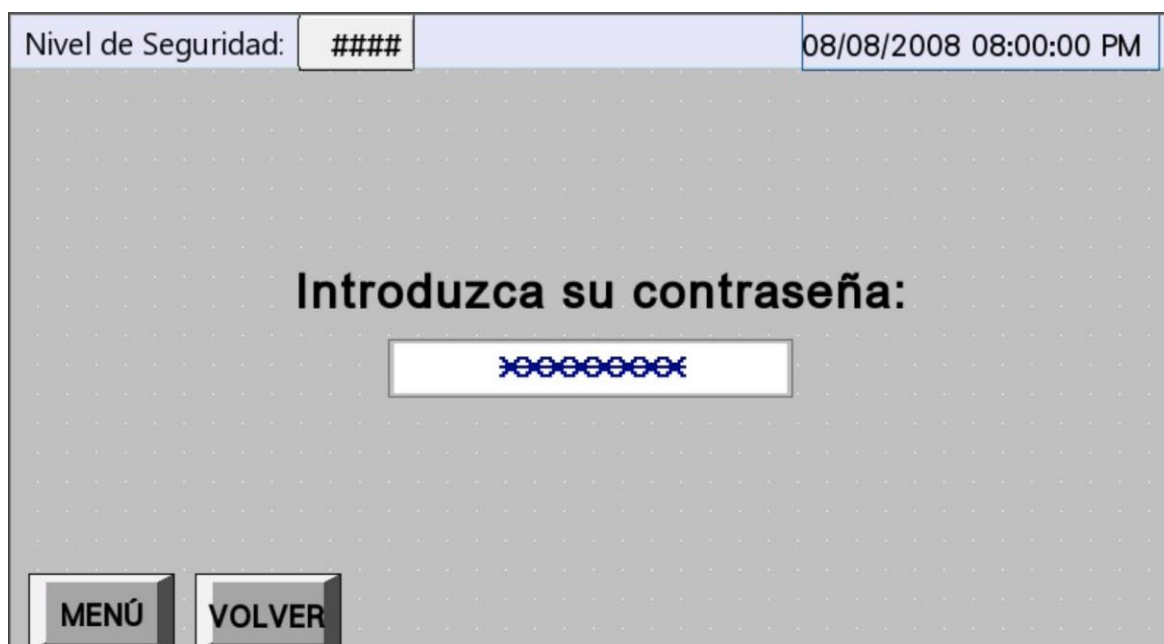 Nivel de Seguridad: #### 08/08/2008 08:00:00 PM
Introduzca su contraseña:
MENÚ VOLVER